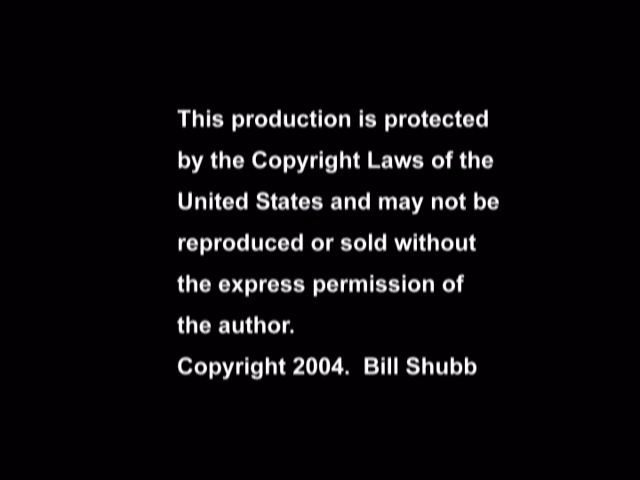 This production is protected
by the Copyright Laws of the
United States and may not be
reproduced or sold without
the express permission of
the author.
Copyright 2004.  Bill Shubb